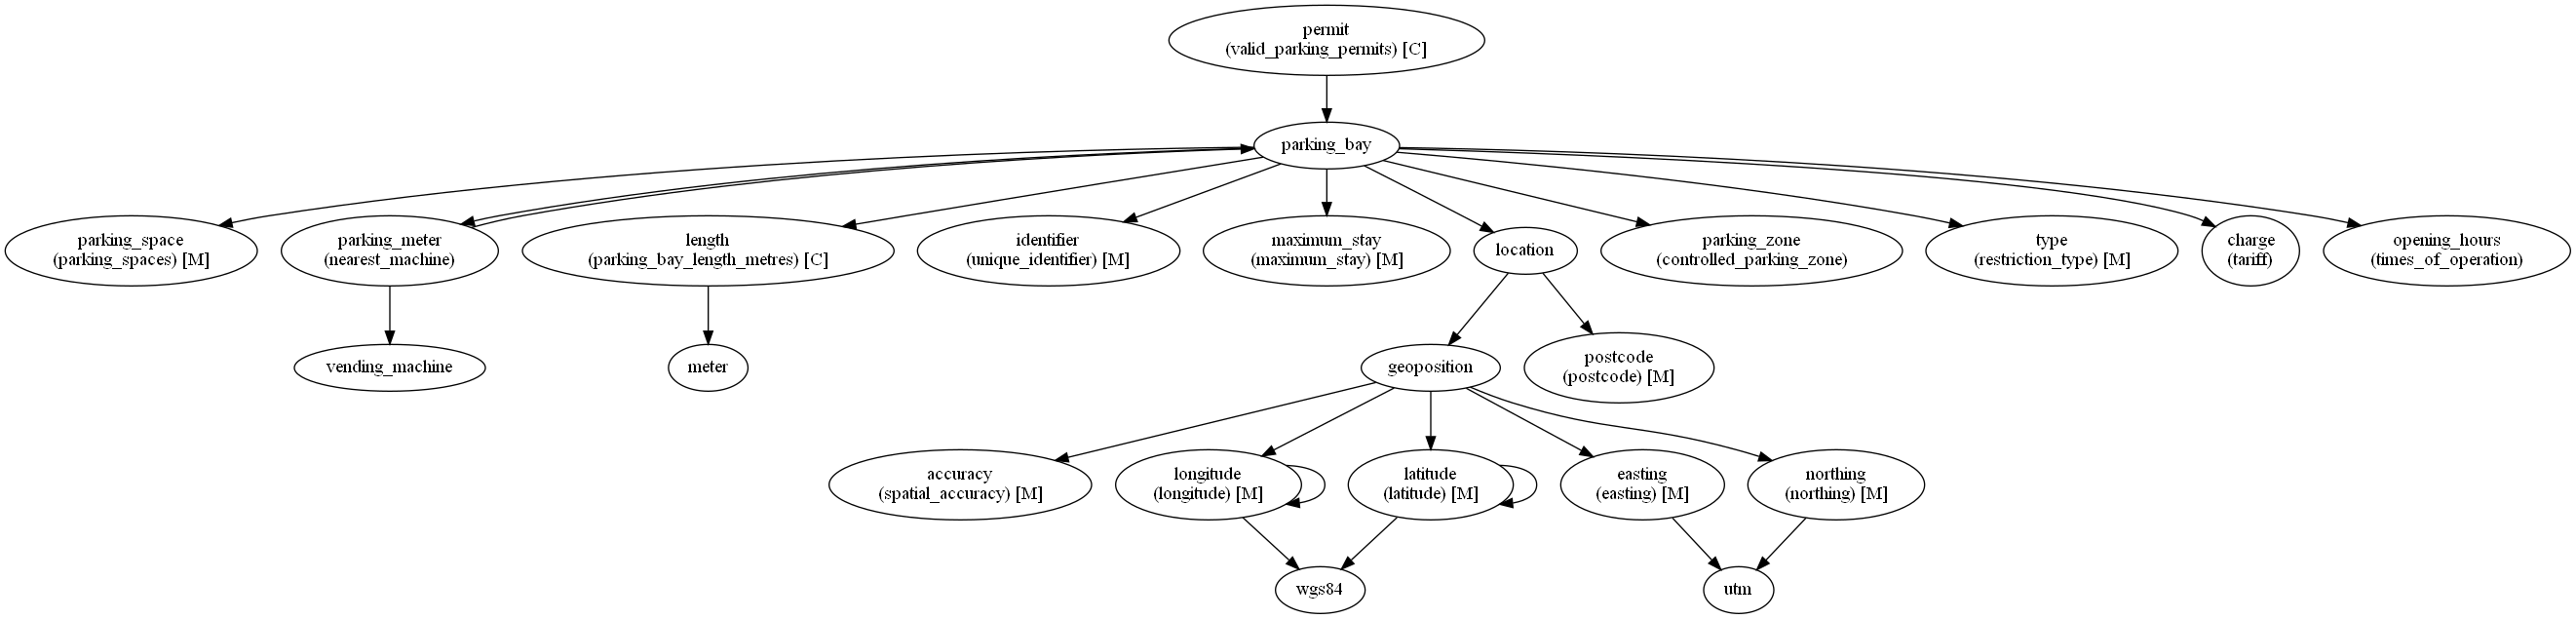 permit
(valid_parking_permits) [C]
parking_bay
parking_space
(parking_spaces) [M]
parking_meter
(nearest_machine)
length
(parking_bay_length_metres) [C]
identifier
(unique_identifier) [M]
maximum_stay
(maximum_stay) [M]
location
parking_zone
(controlled_parking_zone)
type
(restriction_type) [M]
charge
(tariff)
opening_hours
(times_of_operation)
vending_machine
meter
geoposition
postcode
(postcode) [M]
accuracy
(spatial_accuracy) [M]
longitude
(longitude) [M]
latitude
(latitude) [M]
easting
(easting) [M]
northing
(northing) [M]
wgs84
utm